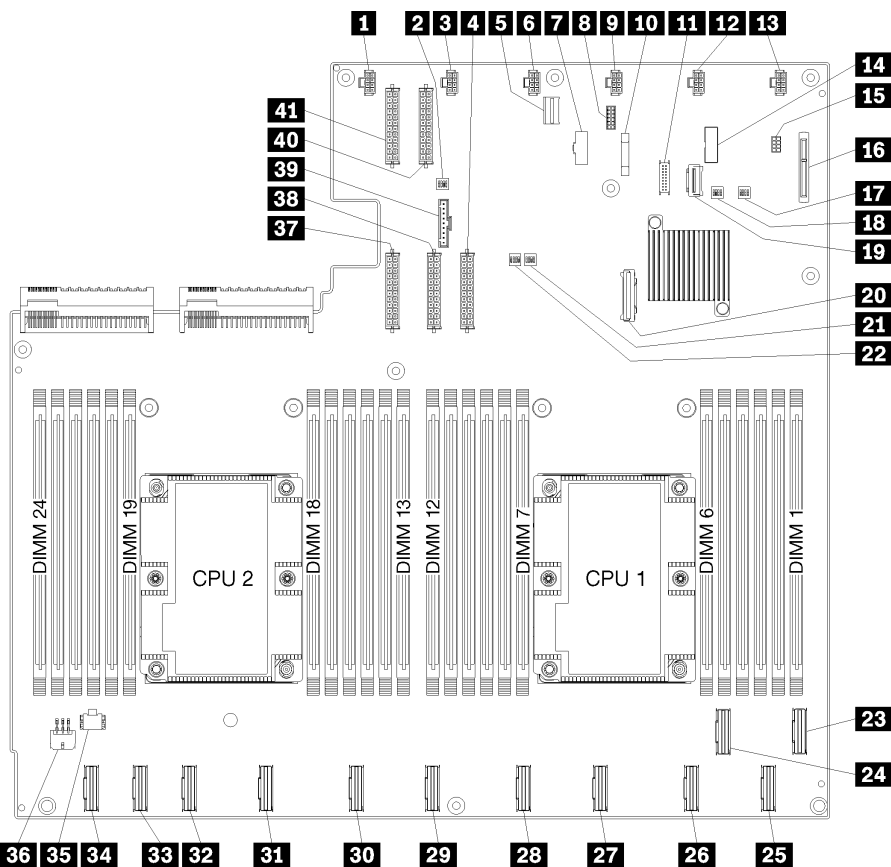 1 2 3 4 5 6 7 8 9 10 11 12 13
14
15
16
17
18
19
20
21
22
41
40
39
38
37
DIMM 24
DIMM 19
DIMM 18
DIMM 13
DIMM 12
DIMM 7
DIMM 6
DIMM 1
CPU 2
CPU 1
23
24
36 35 34 33 32 31 30 29 28 27 26 25